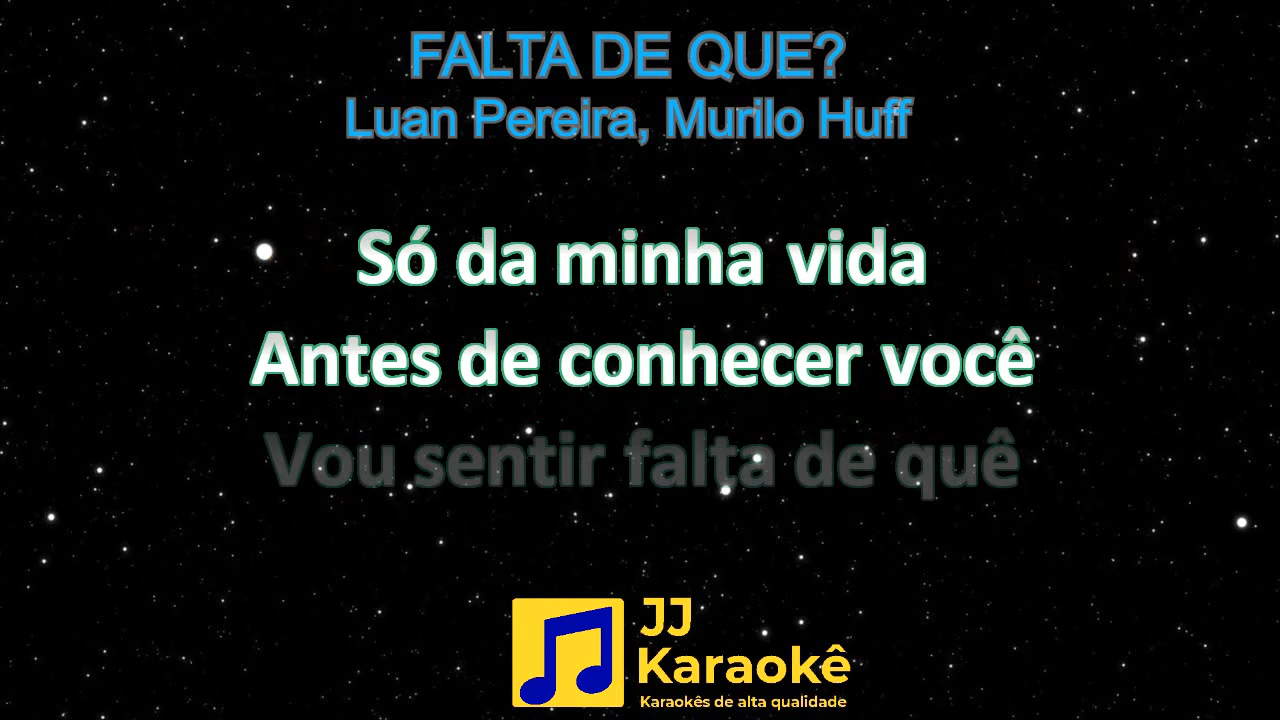 FALTA DE QUE?
Luan Pereira, Murilo Huff
Só da minha vida
Antes de conhecer você
Vou sentir falta de quê
JJ
Karaokê
Karaokês de alta qualidade